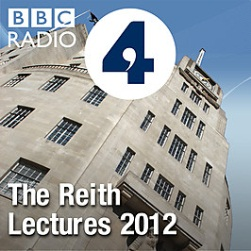 BBC
RADIO
4
The Reith
Lectures 2012